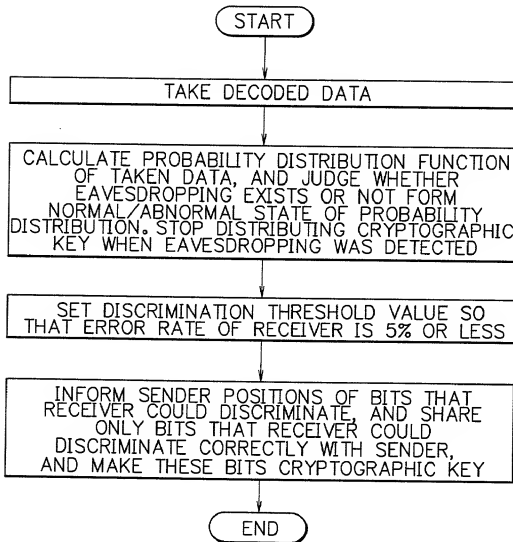 START
TAKE DECODED DATA
CALCULATE PROBABILITY DISTRIBUTION FUNCTION
OF TAKEN DATA, AND JUDGE WHETHER
EAVESDROPPING EXISTS OR NOT FORM
NORMAL/ABNORMAL STATE OF PROBABILITY
DISTRIBUTION. STOP DISTRIBUTING CRYPTOGRAPHIC
KEY WHEN EAVESDROPPING WAS DETECTED
SET DISCRIMINATION THRESHOLD VALUE SO
THAT ERROR RATE OF RECEIVER IS 5% OR LESS
INFORM SENDER POSITIONS OF BITS THAT
RECEIVER COULD DISCRIMINATE, AND SHARE
ONLY BITS THAT RECEIVER COULD
DISCRIMINATE CORRECTLY WITH SENDER,
AND MAKE THESE BITS CRYPTOGRAPHIC KEY
END